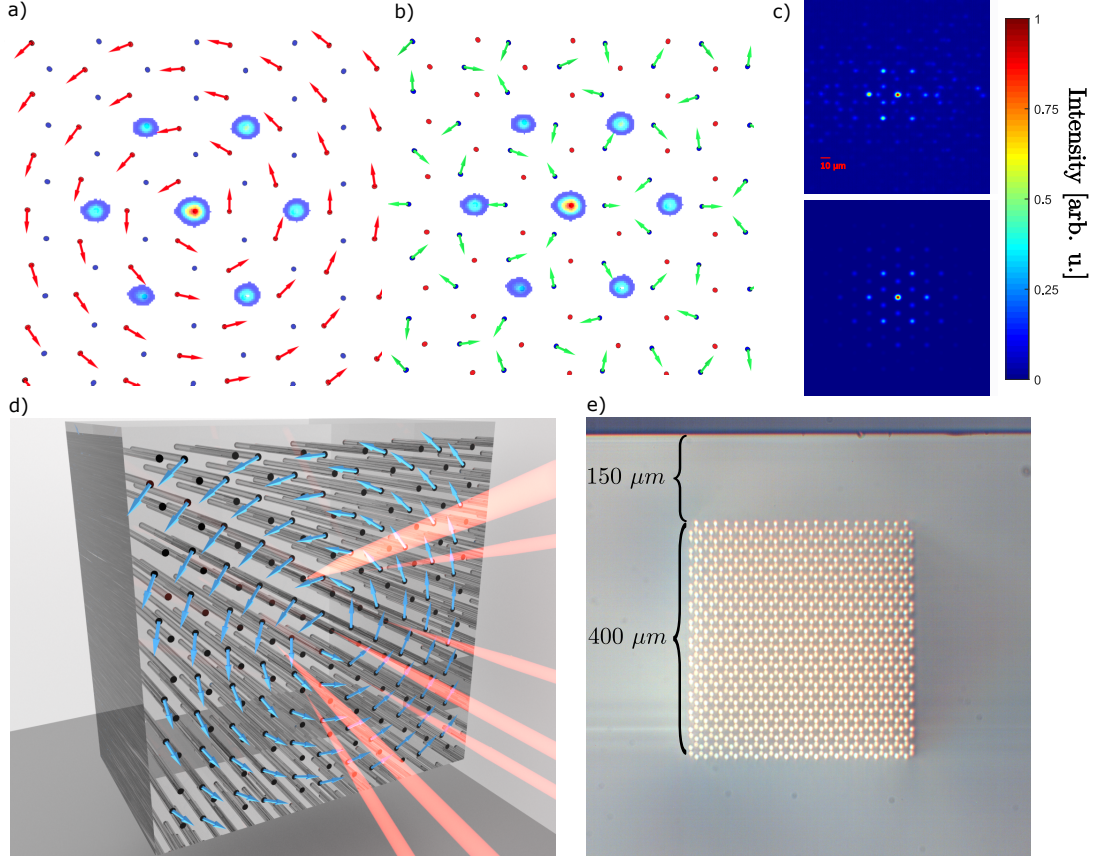 a)
b)
c)
1
0.75
0.5
0.25
0
Intensity [arb. u.]
10 μm
d)
e)
150 μm
400 μm